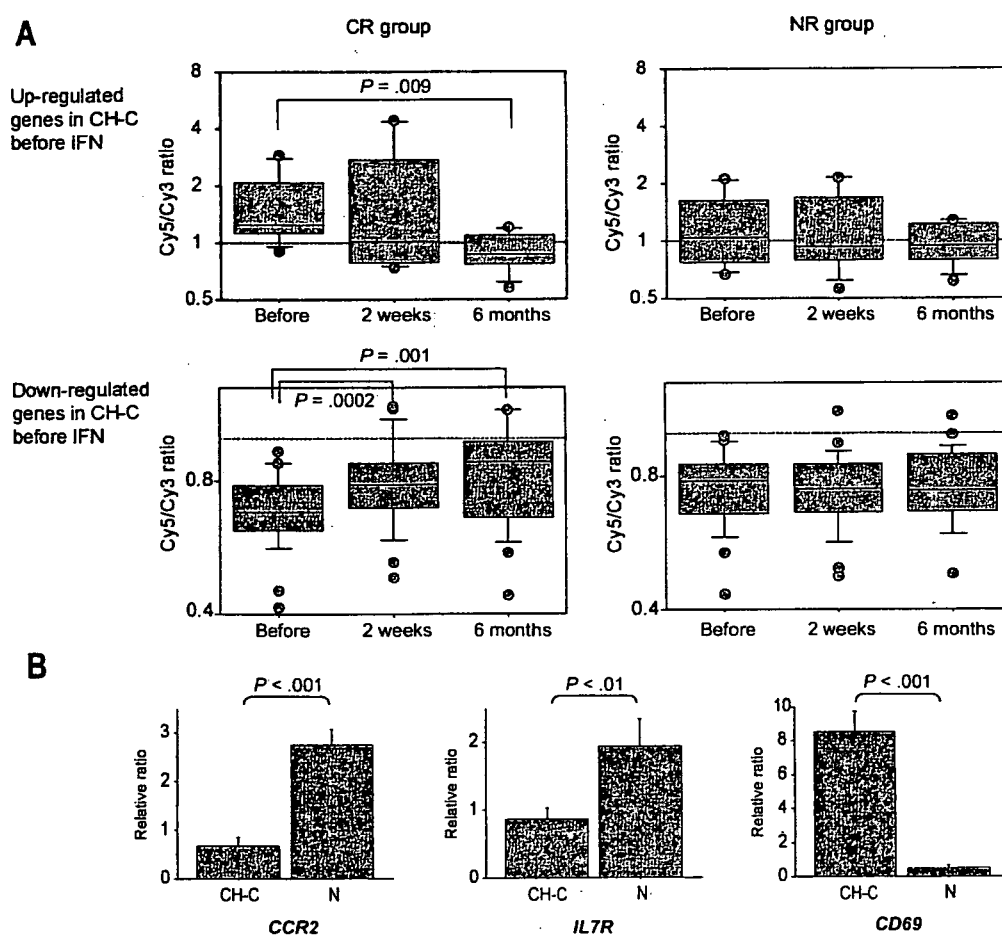 A
CR group
NR group
Up-regulated
genes in CH-C
before IFN
Cy5/Cy3 ratio
8
4
2
1
0.5
P = .009
Before
2 weeks
6 months
Cy5/Cy3 ratio
8
4
2
1
0.5
Before
2 weeks
6 months
Down-regulated
genes in CH-C
before IFN
Cy5/Cy3 ratio
0.8
0.4
P = .001
P = .0002
Before
2 weeks
6 months
Cy5/Cy3 ratio
0.8
0.4
Before
2 weeks
6 months
B
P < .001
Relative ratio
3
2
1
0
CH-C
N
CCR2
P < .01
Relative ratio
2
1
0
CH-C
N
IL7R
P < .001
Relative ratio
10
8
6
4
2
0
CH-C
N
CD69